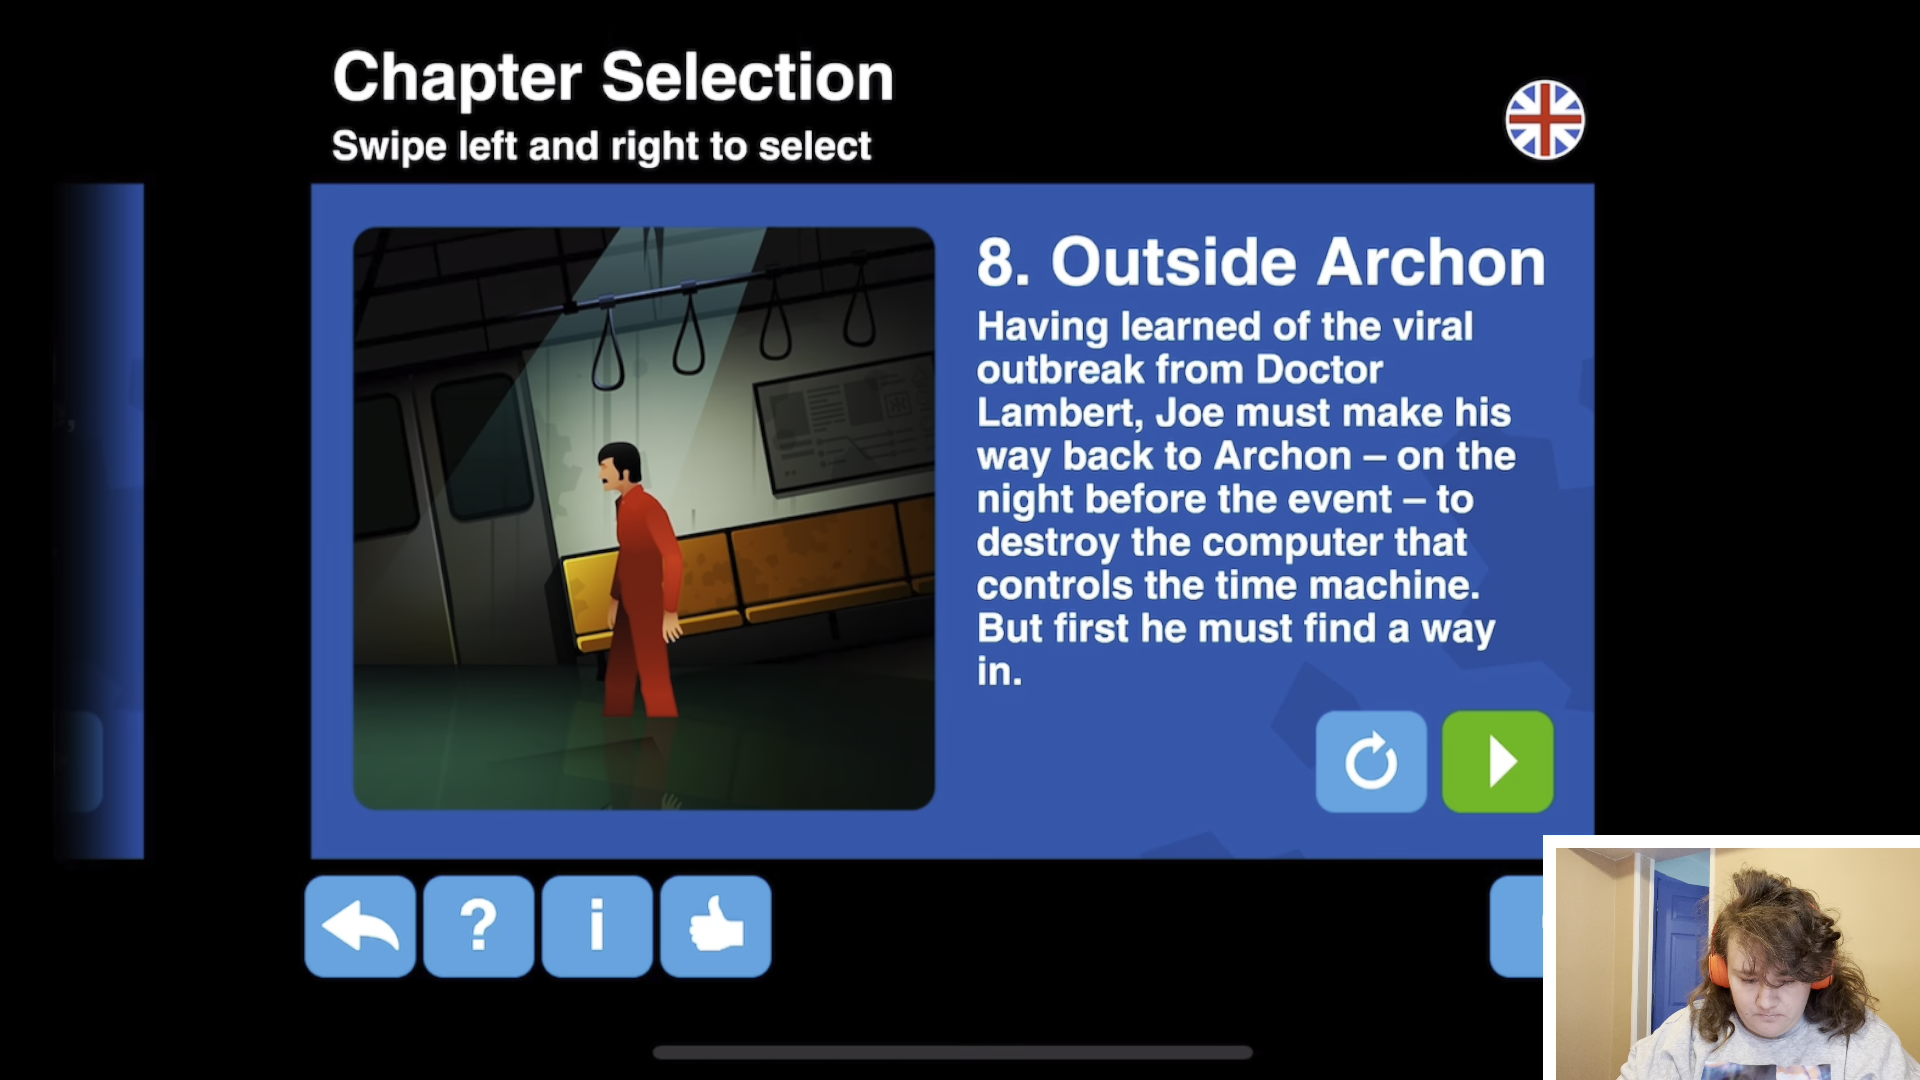 Chapter Selection
Swipe left and right to select
8. Outside Archon
Having learned of the viral
outbreak from Doctor
Lambert, Joe must make his
way back to Archon – on the
night before the event – to
destroy the computer that
controls the time machine.
But first he must find a way
in.
?
i